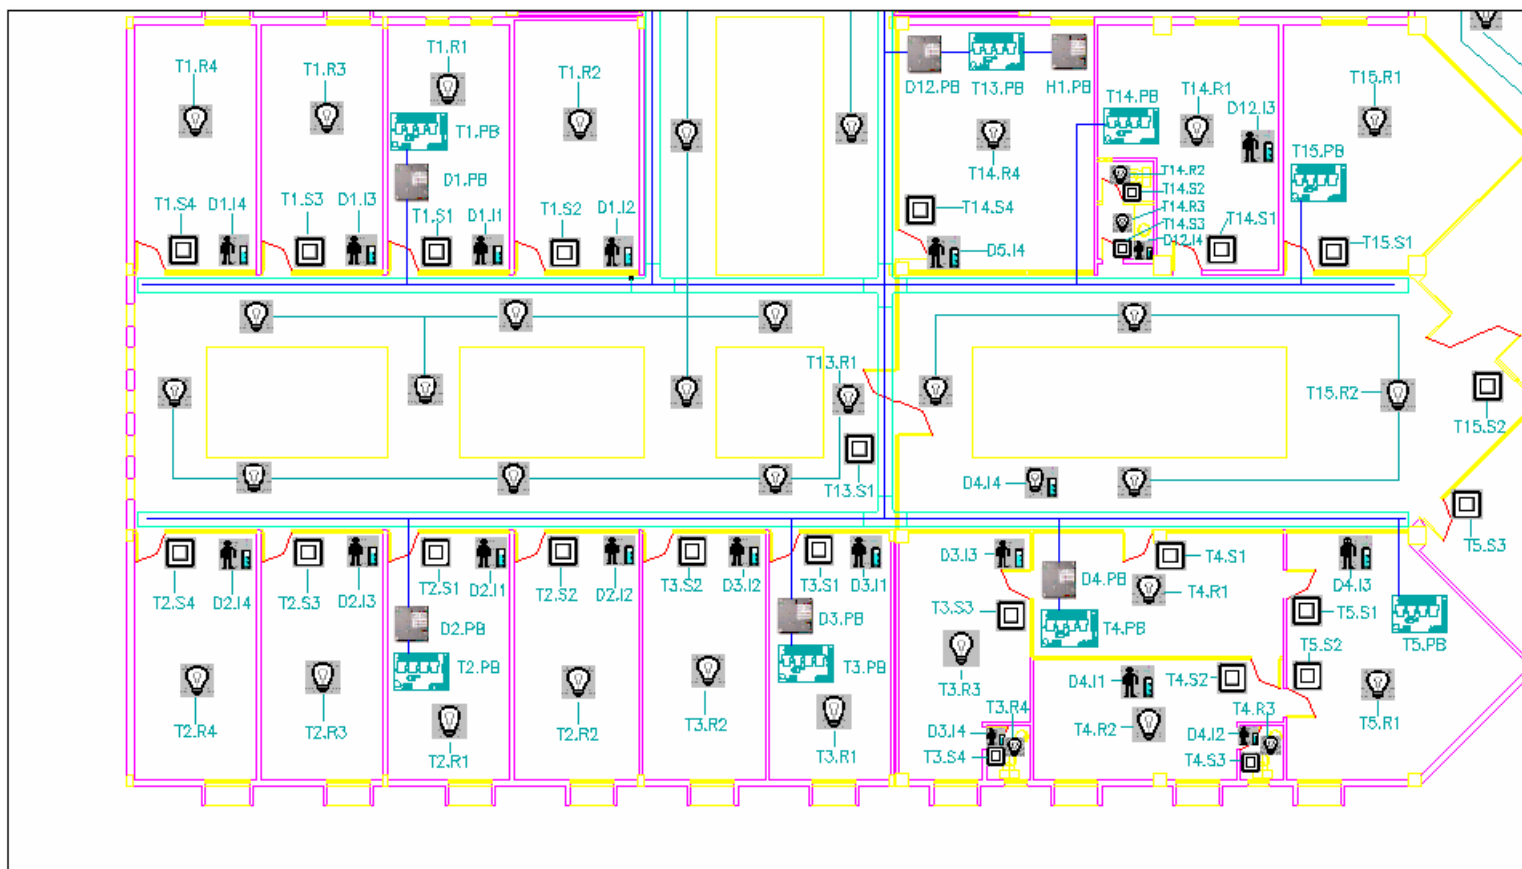 T1.R4
T1.R3
T1.R1
T1.R2
T1.PB
D1.PB
T1.S4
D1.I4
T1.S3
D1.I3
T1.S1
D1.I1
T1.S2
D1.I2
D12.PB
T13.PB
H1.PB
T14.PB
T14.R1
D12.I3
T15.R1
T15.PB
T14.R4
T14.R2
T14.S2
T14.R3
T14.S3
D12.I4
T14.S4
T14.S1
T15.S1
D5.I4
T13.R1
T13.S1
T15.R2
T15.S2
D4.I4
T5.S3
T2.S4
D2.I4
T2.S3
D2.I3
T2.S1
D2.I1
T2.S2
D2.I2
T3.S2
D3.I2
T3.S1
D3.I1
D2.PB
T2.PB
D3.PB
T3.PB
T2.R4
T2.R3
T2.R1
T2.R2
T3.R2
T3.R1
D3.I3
T3.S3
T3.R3
D4.PB
T4.PB
T4.S1
T4.R1
D4.I3
T5.S1
T5.PB
T5.S2
T5.R1
D4.I1
T4.S2
T4.R2
T3.R4
D3.I4
T3.S4
T4.R3
D4.I2
T4.S3